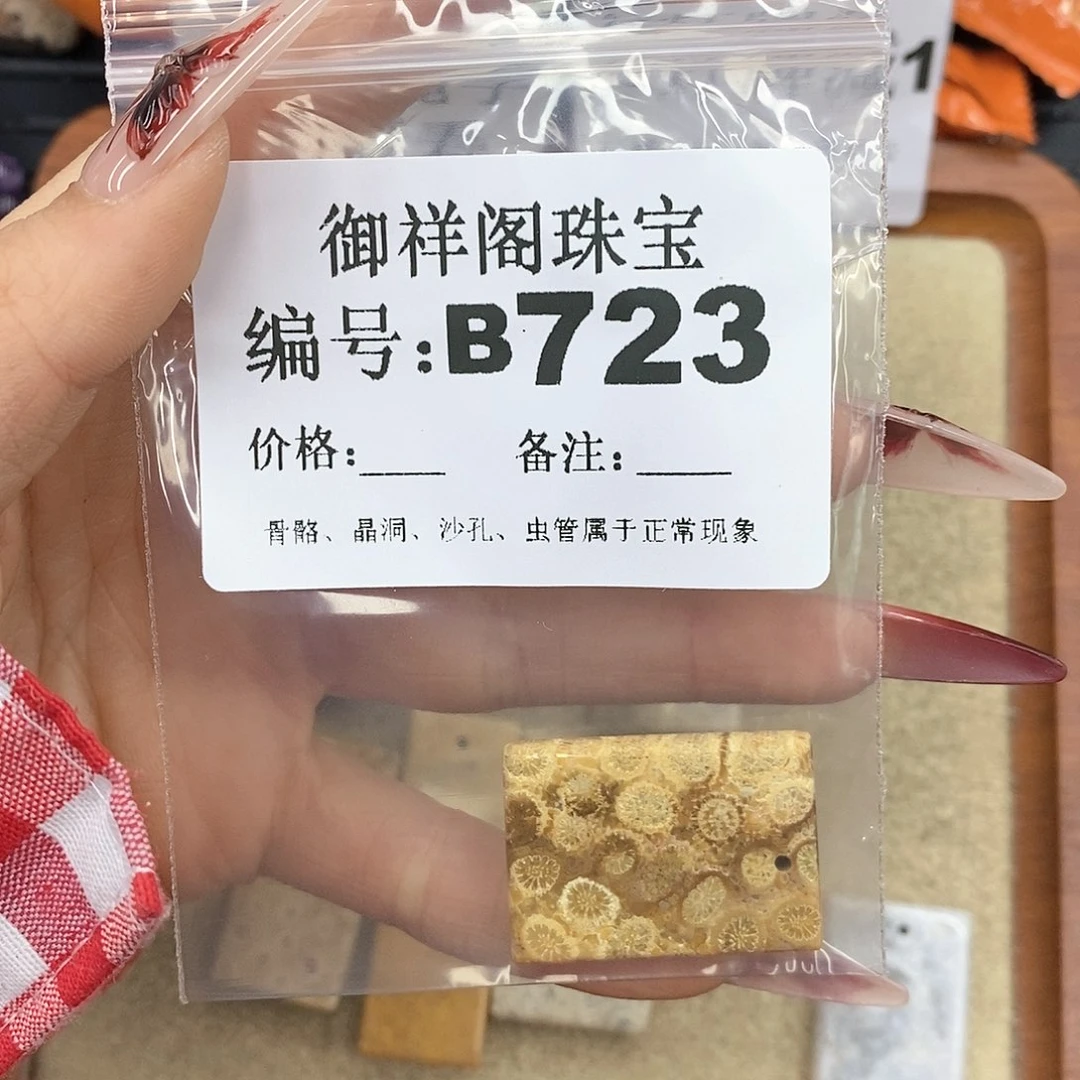 御祥阁珠宝
编号:B723
价格:____ 备注:____
骨骼、晶洞、沙孔、虫管属于正常现象
1